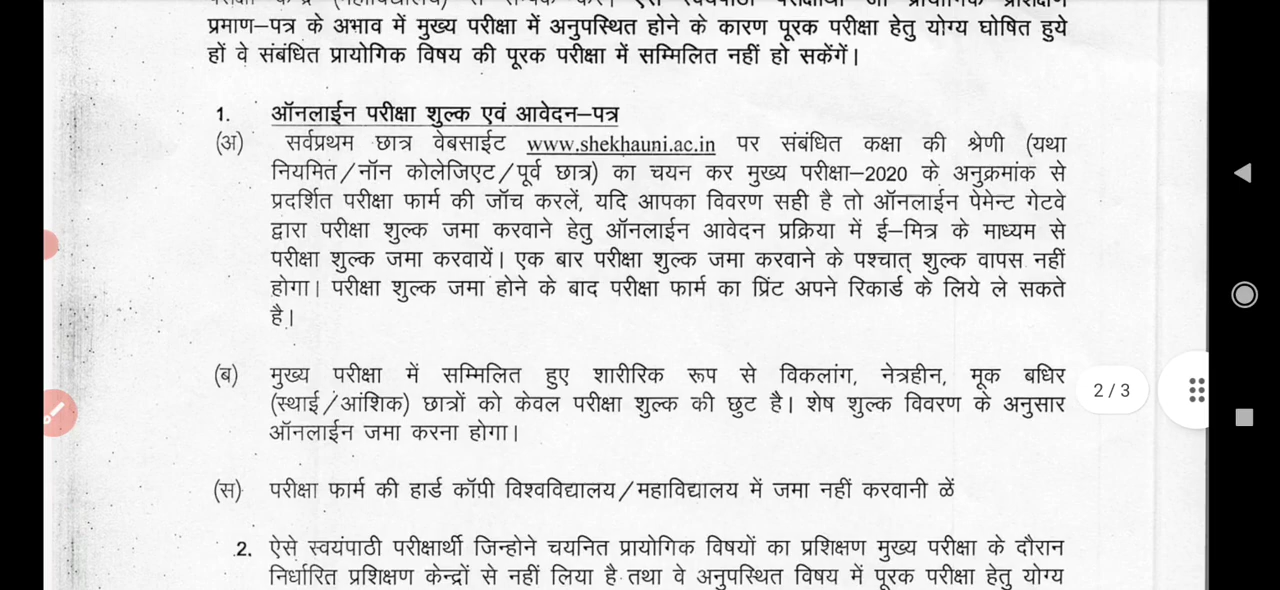 प्रमाण–पत्र के अभाव में मुख्य परीक्षा में अनुपस्थित होने के कारण पूरक परीक्षा हेतु योग्य घोषित हुये
हों वे संबंधित प्रायोगिक विषय की पूरक परीक्षा में सम्मिलित नहीं हो सकेंगें।
1. ऑनलाईन परीक्षा शुल्क एवं आवेदन–पत्र
(अ) सर्वप्रथम छात्र वेबसाईट www.shekhauni.ac.in पर संबंधित कक्षा की श्रेणी (यथा
नियमित/नॉन कोलेजिएट/पूर्व छात्र) का चयन कर मुख्य परीक्षा–2020 के अनुक्रमांक से
प्रदर्शित परीक्षा फार्म की जॉच करलें, यदि आपका विवरण सही है तो ऑनलाईन पेमेन्ट गेटवे
द्वारा परीक्षा शुल्क जमा करवाने हेतु ऑनलाईन आवेदन प्रक्रिया में ई–मित्र के माध्यम से
परीक्षा शुल्क जमा करवायें। एक बार परीक्षा शुल्क जमा करवाने के पश्चात् शुल्क वापस नहीं
होगा। परीक्षा शुल्क जमा होने के बाद परीक्षा फार्म का प्रिंट अपने रिकार्ड के लिये ले सकते
है।
(ब) मुख्य परीक्षा में सम्मिलित हुए शारीरिक रूप से विकलांग, नेत्रहीन, मूक बधिर
(स्थाई/आंशिक) छात्रों को केवल परीक्षा शुल्क की छुट है। शेष शुल्क विवरण के अनुसार
ऑनलाईन जमा करना होगा।
2 / 3
(स) परीक्षा फार्म की हार्ड कॉपी विश्वविद्यालय/महाविद्यालय में जमा नहीं करवानी ळें
2. ऐसे स्वयंपाठी परीक्षार्थी जिन्होने चयनित प्रायोगिक विषयों का प्रशिक्षण मुख्य परीक्षा के दौरान
निर्धारित प्रशिक्षण केन्द्रों से नहीं लिया है तथा वे अनुपस्थित विषय में पूरक परीक्षा हेतु योग्य